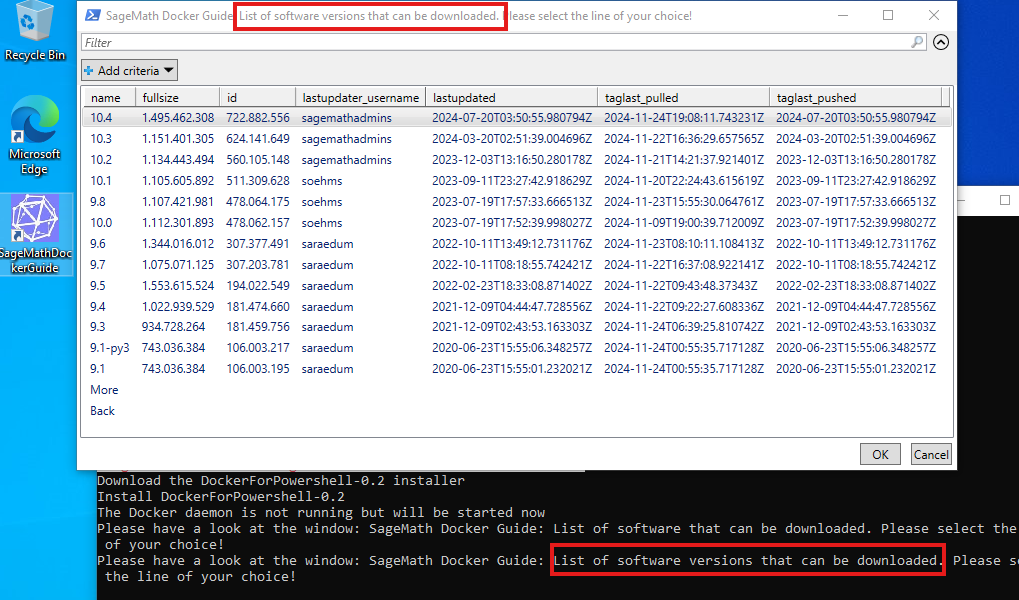 Recycle Bin
Microsoft
Edge
SageMathDoc
kerGuide
SageMath Docker Guide: List of software versions that can be downloaded. Please select the line of your choice!
Filter
Add criteria
name fullsize id lastupdater_username lastupdated taglast_pulled taglast_pushed
10.4 1.495.462.308 722.882.556 sagemathadmins 2024-07-20T03:50:55.980794Z 2024-11-24T19:08:11.743231Z 2024-07-20T03:50:55.980794Z
10.3 1.151.401.305 624.141.649 sagemathadmins 2024-03-20T02:51:39.004696Z 2024-11-22T16:36:29.657565Z 2024-03-20T02:51:39.004696Z
10.2 1.134.443.494 560.105.148 sagemathadmins 2023-12-03T13:16:50.280178Z 2024-11-21T14:21:37.921401Z 2023-12-03T13:16:50.280178Z
10.1 1.105.605.892 511.309.628 soehms 2023-09-11T23:27:42.918629Z 2024-11-20T22:24:43.615619Z 2023-09-11T23:27:42.918629Z
9.8 1.107.421.981 478.064.175 soehms 2023-07-19T17:57:33.666513Z 2024-11-23T15:55:30.064761Z 2023-07-19T17:57:33.666513Z
10.0 1.112.301.893 478.062.157 soehms 2023-07-19T17:52:39.998027Z 2024-11-09T19:00:39.712009Z 2023-07-19T17:52:39.998027Z
9.6 1.344.016.012 307.377.491 saraedum 2022-10-11T13:49:12.731176Z 2024-11-23T08:10:11.108413Z 2022-10-11T13:49:12.731176Z
9.7 1.075.071.125 307.203.781 saraedum 2022-10-11T08:18:55.742421Z 2024-11-22T16:37:08.922141Z 2022-10-11T08:18:55.742421Z
9.5 1.553.615.524 194.022.549 saraedum 2022-02-23T18:33:08.871402Z 2024-11-22T09:43:48.37343Z 2022-02-23T18:33:08.871402Z
9.4 1.022.939.529 181.474.660 saraedum 2021-12-09T04:44:47.728556Z 2024-11-22T09:22:27.608336Z 2021-12-09T04:44:47.728556Z
9.3 934.728.264 181.459.756 saraedum 2021-12-09T02:43:53.163303Z 2024-11-24T06:39:25.810742Z 2021-12-09T02:43:53.163303Z
9.1-py3 743.036.384 106.003.217 saraedum 2020-06-23T15:55:06.348257Z 2024-11-24T00:55:35.717128Z 2020-06-23T15:55:06.348257Z
9.1 743.036.384 106.003.195 saraedum 2020-06-23T15:55:01.232021Z 2024-11-24T00:55:35.717128Z 2020-06-23T15:55:01.232021Z
More
Back
OK Cancel
Download the DockerForPowershell-0.2 installer
Install DockerForPowershell-0.2
The Docker daemon is not running but will be started now
Please have a look at the window: SageMath Docker Guide: List of software that can be downloaded. Please select the
of your choice!
Please have a look at the window: SageMath Docker Guide: List of software versions that can be downloaded. Please se
the line of your choice!